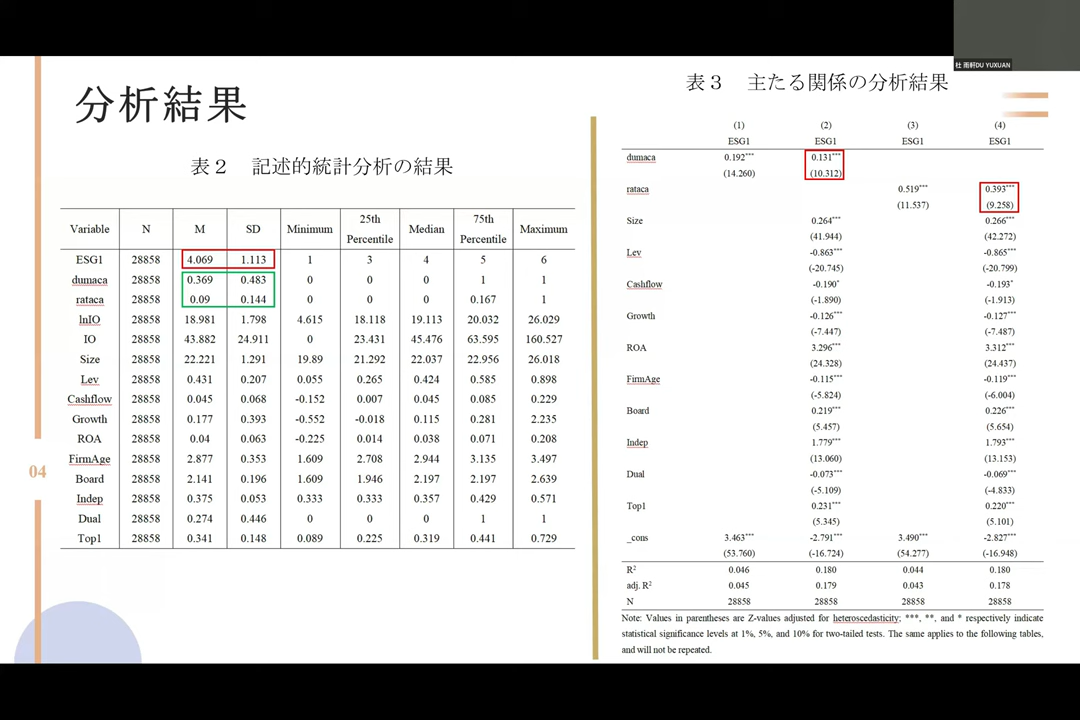 杜 雨軒DU YUXUAN
分析結果
表２　記述的統計分析の結果
Variable N M SD Minimum 25th Percentile Median 75th Percentile Maximum
ESG1 28858 4.069 1.113 1 3 4 5 6
dumaca 28858 0.369 0.483 0 0 0 1 1
rataca 28858 0.09 0.144 0 0 0 0.167 1
lnIO 28858 18.981 1.798 4.615 18.118 19.113 20.032 26.029
IO 28858 43.882 24.911 0 23.431 45.476 63.595 160.527
Size 28858 22.221 1.291 19.89 21.292 22.037 22.956 26.018
Lev 28858 0.431 0.207 0.055 0.265 0.424 0.585 0.898
Cashflow 28858 0.045 0.068 -0.152 0.007 0.045 0.085 0.229
Growth 28858 0.177 0.393 -0.552 -0.018 0.115 0.281 2.235
ROA 28858 0.04 0.063 -0.225 0.014 0.038 0.071 0.208
FirmAge 28858 2.877 0.353 1.609 2.708 2.944 3.135 3.497
Board 28858 2.141 0.196 1.609 1.946 2.197 2.197 2.639
Indep 28858 0.375 0.053 0.333 0.333 0.357 0.429 0.571
Dual 28858 0.274 0.446 0 0 0 1 1
Top1 28858 0.341 0.148 0.089 0.225 0.319 0.441 0.729
04
表３　主たる関係の分析結果
(1) (2) (3) (4)
ESG1 ESG1 ESG1 ESG1
dumaca 0.192*** 0.131***
(14.260) (10.312)
rataca 0.519*** 0.393***
(11.537) (9.258)
Size 0.264*** 0.266***
(41.944) (42.272)
Lev -0.863*** -0.865***
(-20.745) (-20.799)
Cashflow -0.190* -0.193*
(-1.890) (-1.913)
Growth -0.126*** -0.127***
(-7.447) (-7.487)
ROA 3.296*** 3.312***
(24.328) (24.437)
FirmAge -0.115*** -0.119***
(-5.824) (-6.004)
Board 0.219*** 0.226***
(5.457) (5.654)
Indep 1.779*** 1.793***
(13.060) (13.153)
Dual -0.073*** -0.069***
(-5.109) (-4.833)
Top1 0.231*** 0.220***
(5.345) (5.101)
_cons 3.463*** -2.791*** 3.490*** -2.827***
(53.760) (-16.724) (54.277) (-16.948)
R² 0.046 0.180 0.044 0.180
adj. R² 0.045 0.179 0.043 0.178
N 28858 28858 28858 28858
Note: Values in parentheses are Z-values adjusted for heteroscedasticity; ***, **, and * respectively indicate
statistical significance levels at 1%, 5%, and 10% for two-tailed tests. The same applies to the following tables,
and will not be repeated.